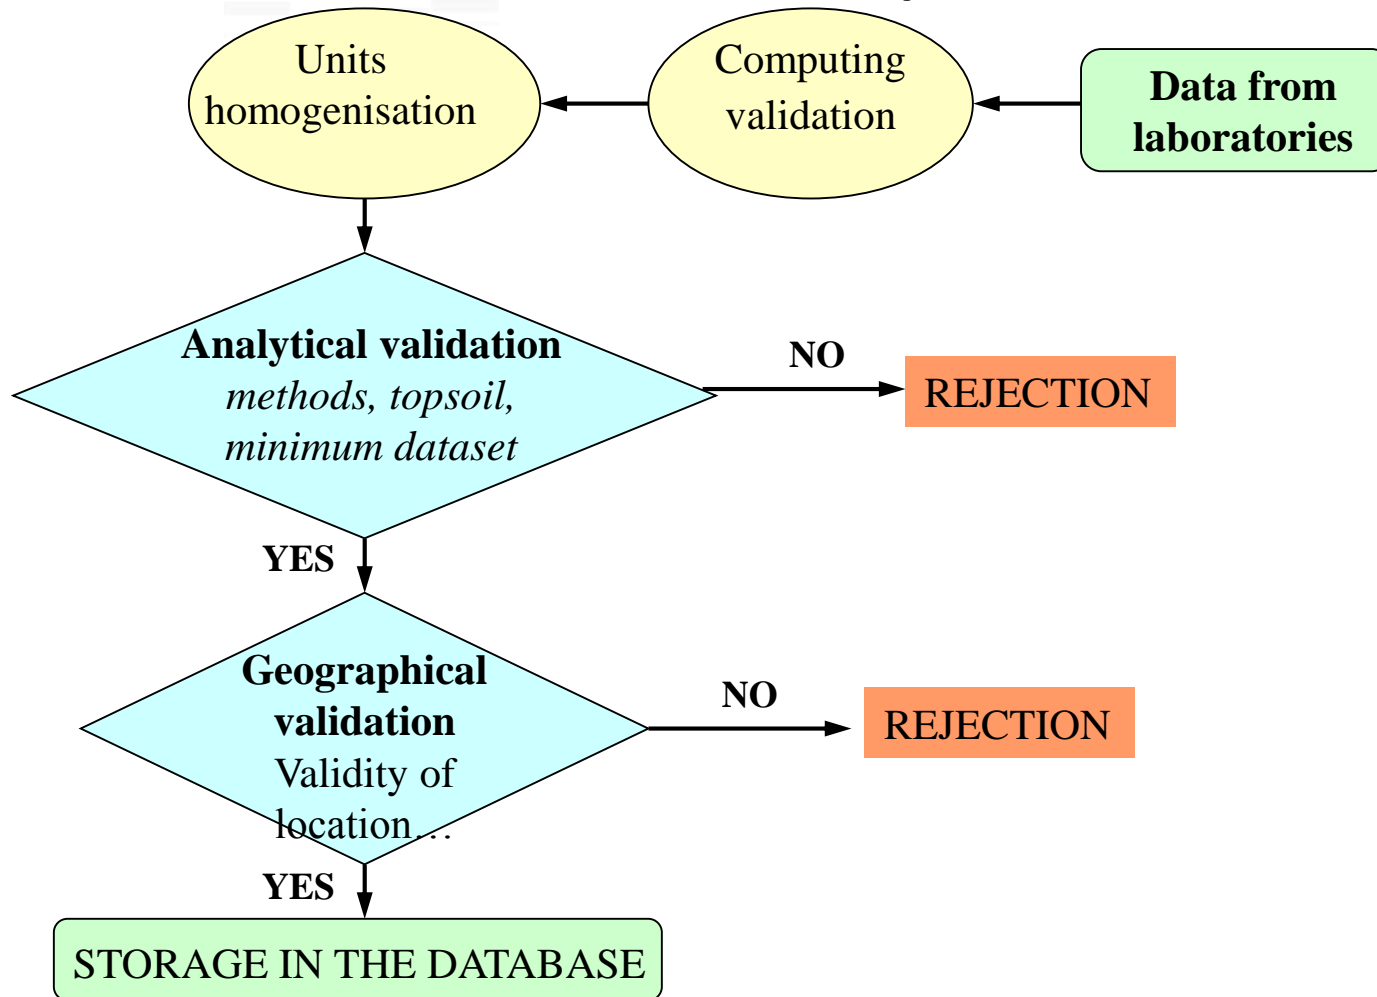 Units
homogenisation
Computing
validation
Data from
laboratories
Analytical validation
methods, topsoil,
minimum dataset
NO
REJECTION
YES
Geographical
validation
Validity of
location…
NO
REJECTION
YES
STORAGE IN THE DATABASE